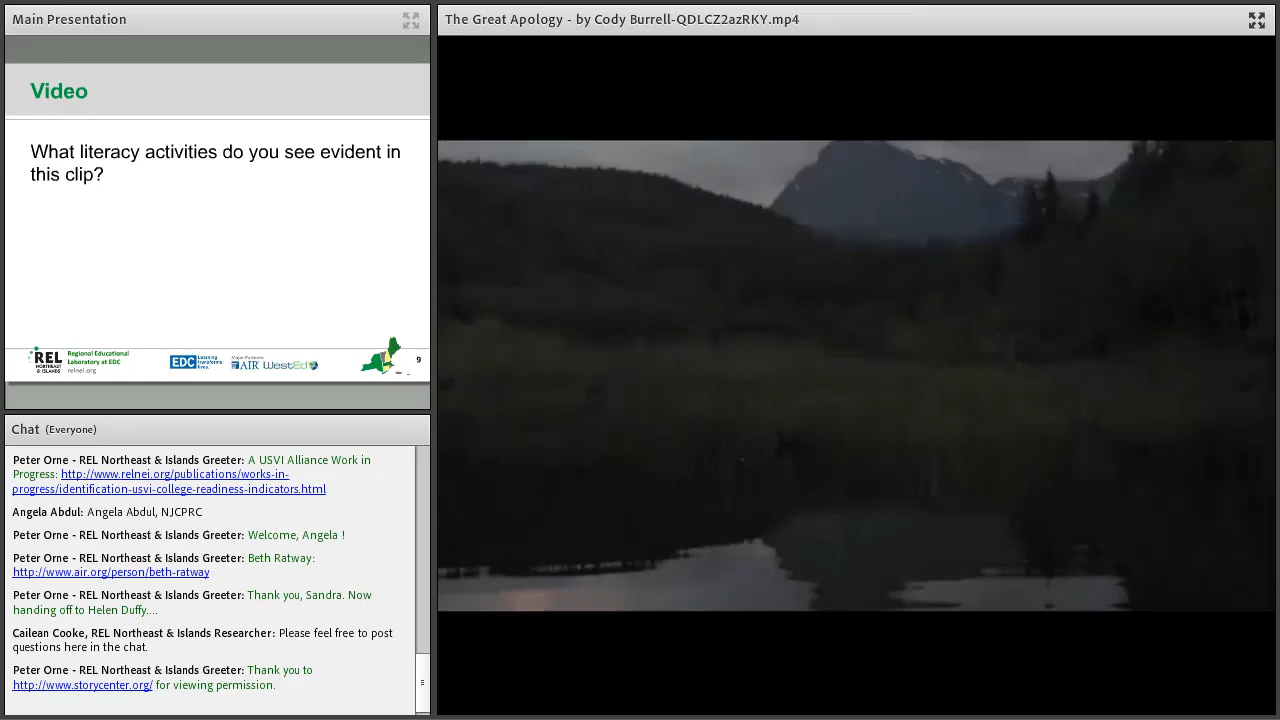 Main Presentation
Video
What literacy activities do you see evident in
this clip?
REL
NORTHEAST
& ISLANDS
Regional Educational
Laboratory at EDC
relnei.org
EDC
Learning
transforms
lives.
Major Partners:
AIR WestEd
9
Chat (Everyone)
Peter Orne - REL Northeast & Islands Greeter: A USVI Alliance Work in
Progress: http://www.relnei.org/publications/works-in-
progress/identification-usvi-college-readiness-indicators.html
Angela Abdul: Angela Abdul, NJCPRC
Peter Orne - REL Northeast & Islands Greeter: Welcome, Angela !
Peter Orne - REL Northeast & Islands Greeter: Beth Ratway:
http://www.air.org/person/beth-ratway
Peter Orne - REL Northeast & Islands Greeter: Thank you, Sandra. Now
handing off to Helen Duffy....
Cailean Cooke, REL Northeast & Islands Researcher: Please feel free to post
questions here in the chat.
Peter Orne - REL Northeast & Islands Greeter: Thank you to
http://www.storycenter.org/ for viewing permission.
The Great Apology - by Cody Burrell-QDLCZ2azRKY.mp4